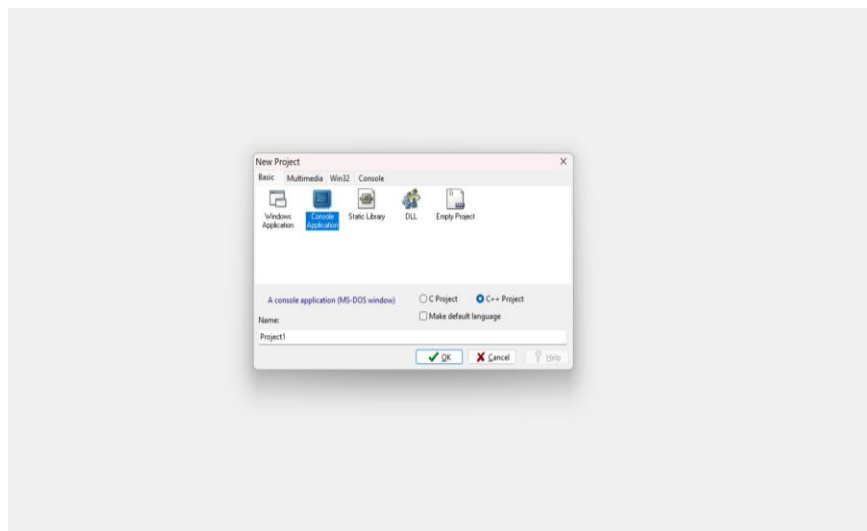 New Project
Basic Multimedia Win32 Console
Windows Application
Console Application
Static Library
DLL
Empty Project
A console application (MS-DOS window)
C Project
C++ Project
Make default language
Name:
Project1
OK
Cancel
Help